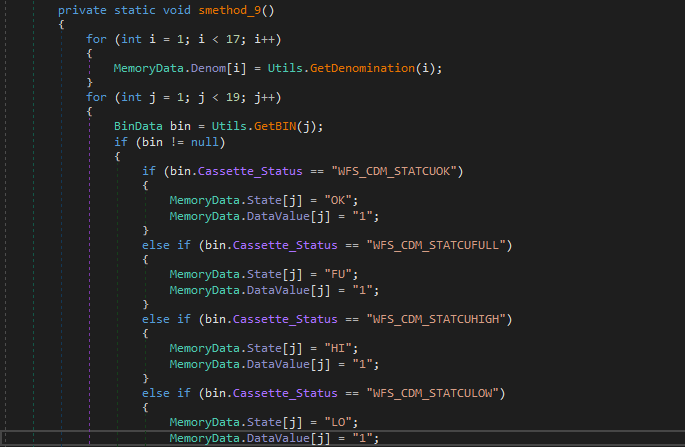 private static void smethod_9()
{
for (int i = 1; i < 17; i++)
{
MemoryData.Denom[i] = Utils.GetDenomination(i);
}
for (int j = 1; j < 19; j++)
{
BinData bin = Utils.GetBIN(j);
if (bin != null)
{
if (bin.Cassette_Status == "WFS_CDM_STATCUOK")
{
MemoryData.State[j] = "OK";
MemoryData.DataValue[j] = "1";
}
else if (bin.Cassette_Status == "WFS_CDM_STATCUFULL")
{
MemoryData.State[j] = "FU";
MemoryData.DataValue[j] = "1";
}
else if (bin.Cassette_Status == "WFS_CDM_STATCUHIGH")
{
MemoryData.State[j] = "HI";
MemoryData.DataValue[j] = "1";
}
else if (bin.Cassette_Status == "WFS_CDM_STATCULOW")
{
MemoryData.State[j] = "LO";
MemoryData.DataValue[j] = "1";